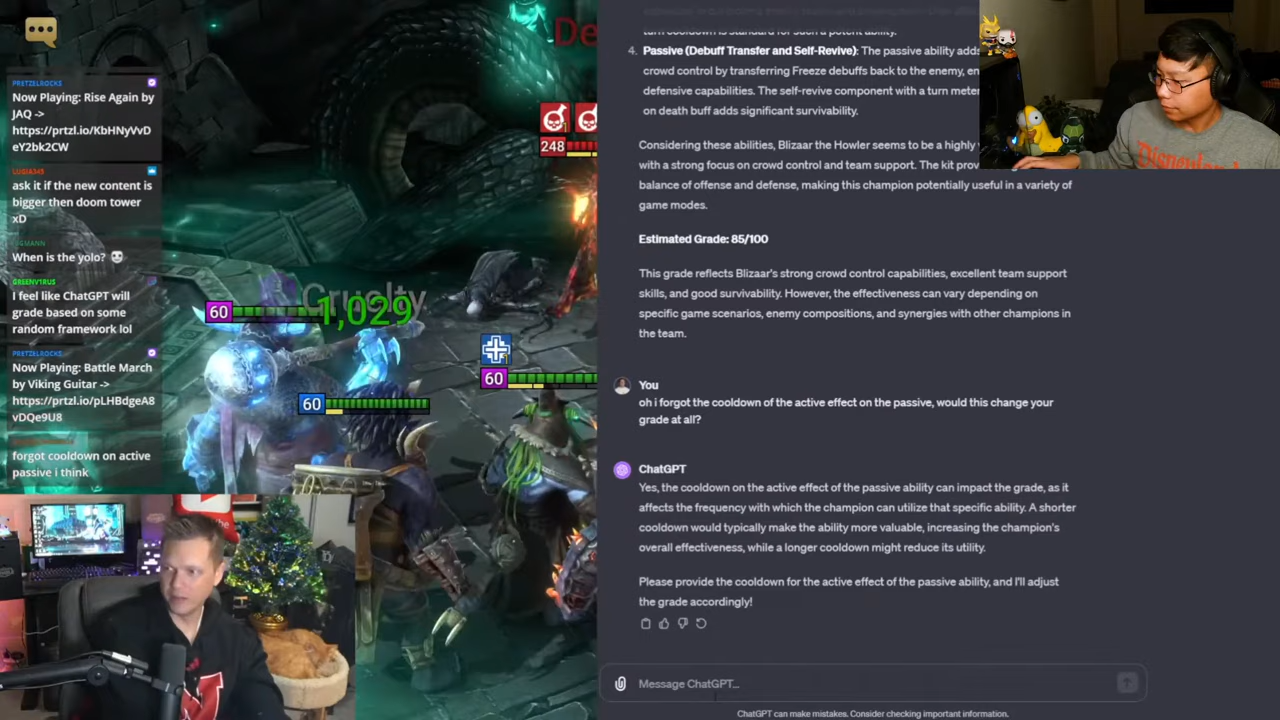 PRETZELROCKS
Now Playing: Rise Again by
JAQ ->
https://prtzl.io/KbHNyVvD
eY2bk2CW
LUGIA345
ask it if the new content is
bigger then doom tower
xD
When is the yolo?
GREENV1RUS
I feel like ChatGPT will
grade based on some
random framework lol
PRETZELROCKS
Now Playing: Battle March
by Viking Guitar ->
https://prtzl.io/pLHBdgeA8
vDQe9U8
forgot cooldown on active
passive i think
De
248
60
Cruelty
1,029
60
60
turn cooldown is standard for such a potent ability.
4. Passive (Debuff Transfer and Self-Revive): The passive ability adds
crowd control by transferring Freeze debuffs back to the enemy, en
defensive capabilities. The self-revive component with a turn meter
on death buff adds significant survivability.
Considering these abilities, Blizaar the Howler seems to be a highly
with a strong focus on crowd control and team support. The kit prov
balance of offense and defense, making this champion potentially useful in a variety of
game modes.
Estimated Grade: 85/100
This grade reflects Blizaar's strong crowd control capabilities, excellent team support
skills, and good survivability. However, the effectiveness can vary depending on
specific game scenarios, enemy compositions, and synergies with other champions in
the team.
You
oh i forgot the cooldown of the active effect on the passive, would this change your
grade at all?
ChatGPT
Yes, the cooldown on the active effect of the passive ability can impact the grade, as it
affects the frequency with which the champion can utilize that specific ability. A shorter
cooldown would typically make the ability more valuable, increasing the champion's
overall effectiveness, while a longer cooldown might reduce its utility.
Please provide the cooldown for the active effect of the passive ability, and I'll adjust
the grade accordingly!
Message ChatGPT...
ChatGPT can make mistakes. Consider checking important information.